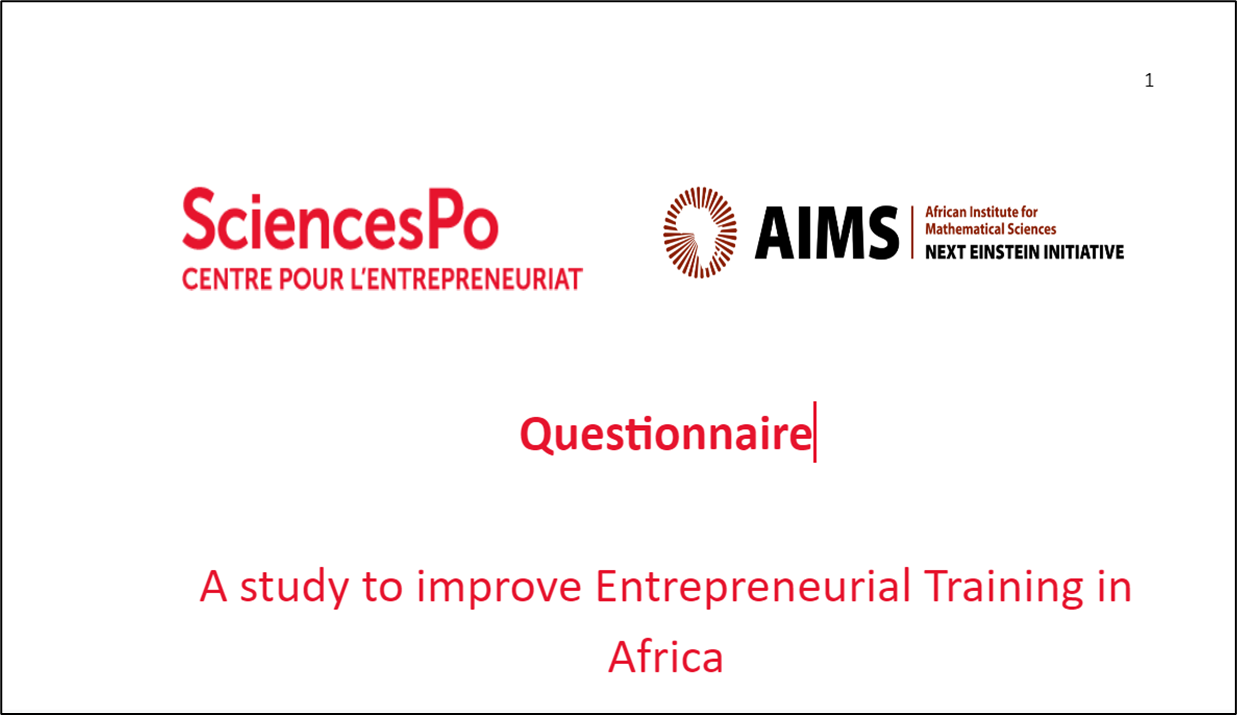 1
SciencesPo
CENTRE POUR L'ENTREPRENEURIAT
AIMS
African Institute for
Mathematical Sciences
NEXT EINSTEIN INITIATIVE
Questionnaire
A study to improve Entrepreneurial Training in
Africa